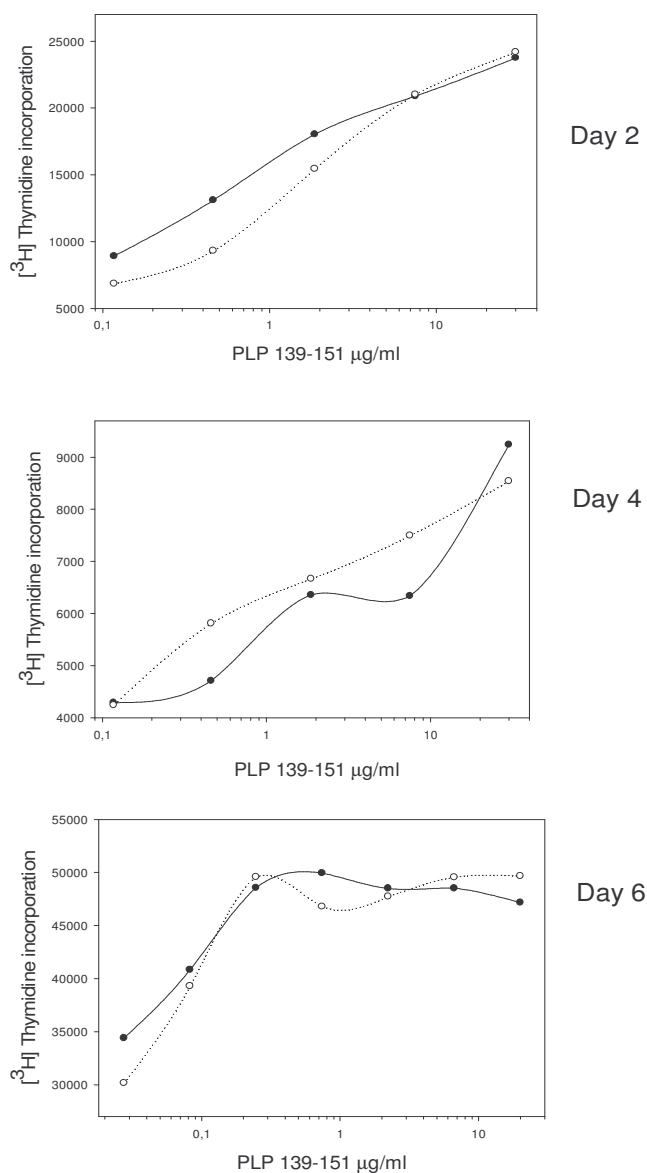 25000
20000
15000
10000
5000
[³H] Thymidine incorporation
0,1
1
10
PLP 139-151 μg/ml
Day 2
9000
8000
7000
6000
5000
4000
[³H] Thymidine incorporation
0,1
1
10
PLP 139-151 μg/ml
Day 4
55000
50000
45000
40000
35000
30000
[³H] Thymidine incorporation
0,1
1
10
PLP 139-151 μg/ml
Day 6